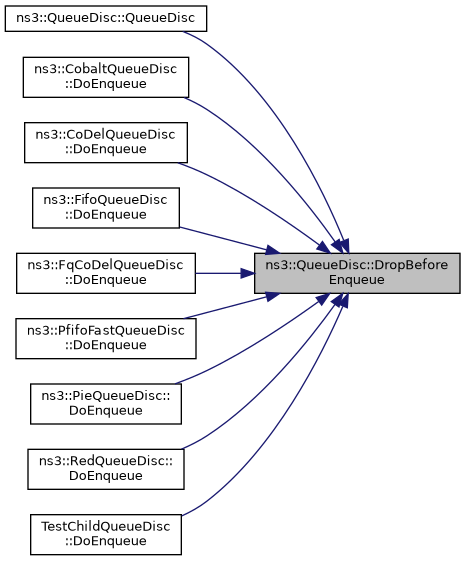 ns3::QueueDisc::QueueDisc
ns3::CobaltQueueDisc
::DoEnqueue
ns3::CoDelQueueDisc
::DoEnqueue
ns3::FifoQueueDisc
::DoEnqueue
ns3::FqCoDelQueueDisc
::DoEnqueue
ns3::QueueDisc::DropBefore
Enqueue
ns3::PfifoFastQueueDisc
::DoEnqueue
ns3::PieQueueDisc::
DoEnqueue
ns3::RedQueueDisc::
DoEnqueue
TestChildQueueDisc
::DoEnqueue